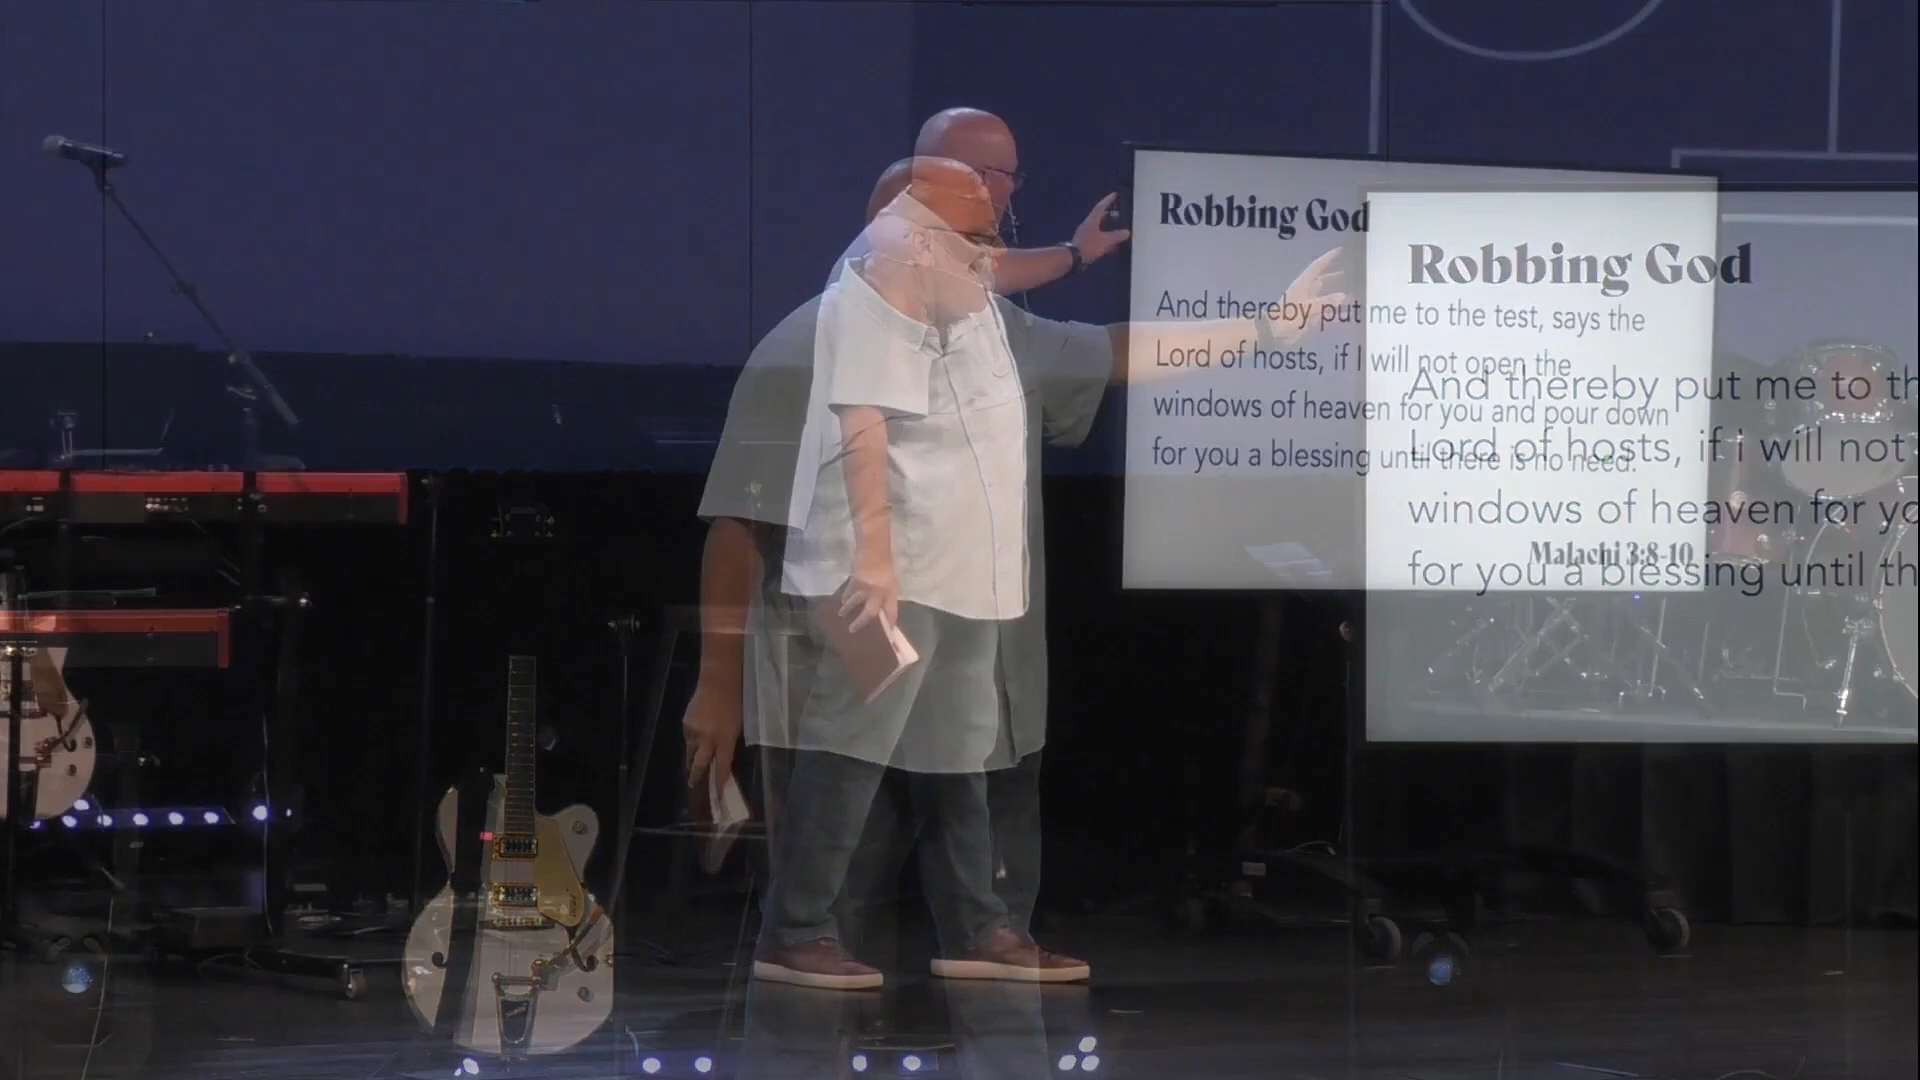 Robbing God
And thereby put me to the test, says the
Lord of hosts, if I will not open the
windows of heaven for you and pour down
for you a blessing until there is no need.
Malachi 3:8-10
Robbing God
And thereby put me to th
Lord of hosts, if i will not
windows of heaven for yo
for you a blessing until th